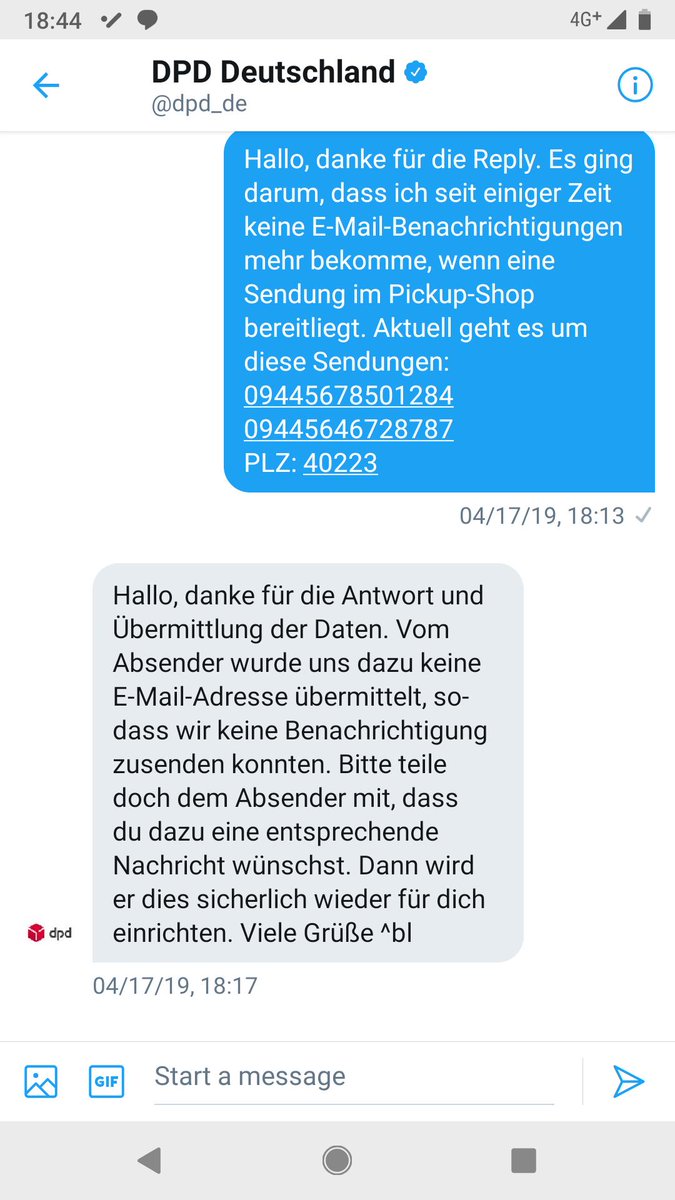 18:44
4G+
DPD Deutschland
@dpd_de
Hallo, danke für die Reply. Es ging
darum, dass ich seit einiger Zeit
keine E-Mail-Benachrichtigungen
mehr bekomme, wenn eine
Sendung im Pickup-Shop
bereitliegt. Aktuell geht es um
diese Sendungen:
09445678501284
09445646728787
PLZ: 40223
04/17/19, 18:13
Hallo, danke für die Antwort und
Übermittlung der Daten. Vom
Absender wurde uns dazu keine
E-Mail-Adresse übermittelt, so-
dass wir keine Benachrichtigung
zusenden konnten. Bitte teile
doch dem Absender mit, dass
du dazu eine entsprechende
Nachricht wünschst. Dann wird
er dies sicherlich wieder für dich
einrichten. Viele Grüße ^bl
dpd
04/17/19, 18:17
GIF
Start a message